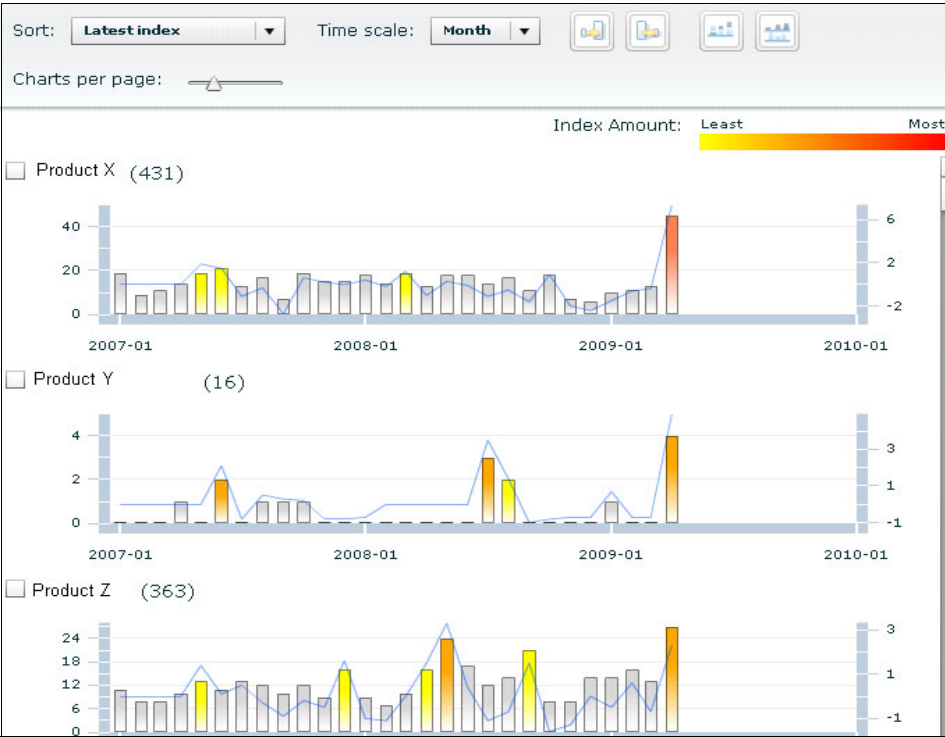 Sort: Latest index Time scale: Month
Charts per page:
Index Amount: Least Most
Product X (431)
40 6
20 2
0 -2
2007-01 2008-01 2009-01 2010-01
Product Y (16)
4 3
2 1
0 -1
2007-01 2008-01 2009-01 2010-01
Product Z (363)
24 3
18
12 1
6 -1
0